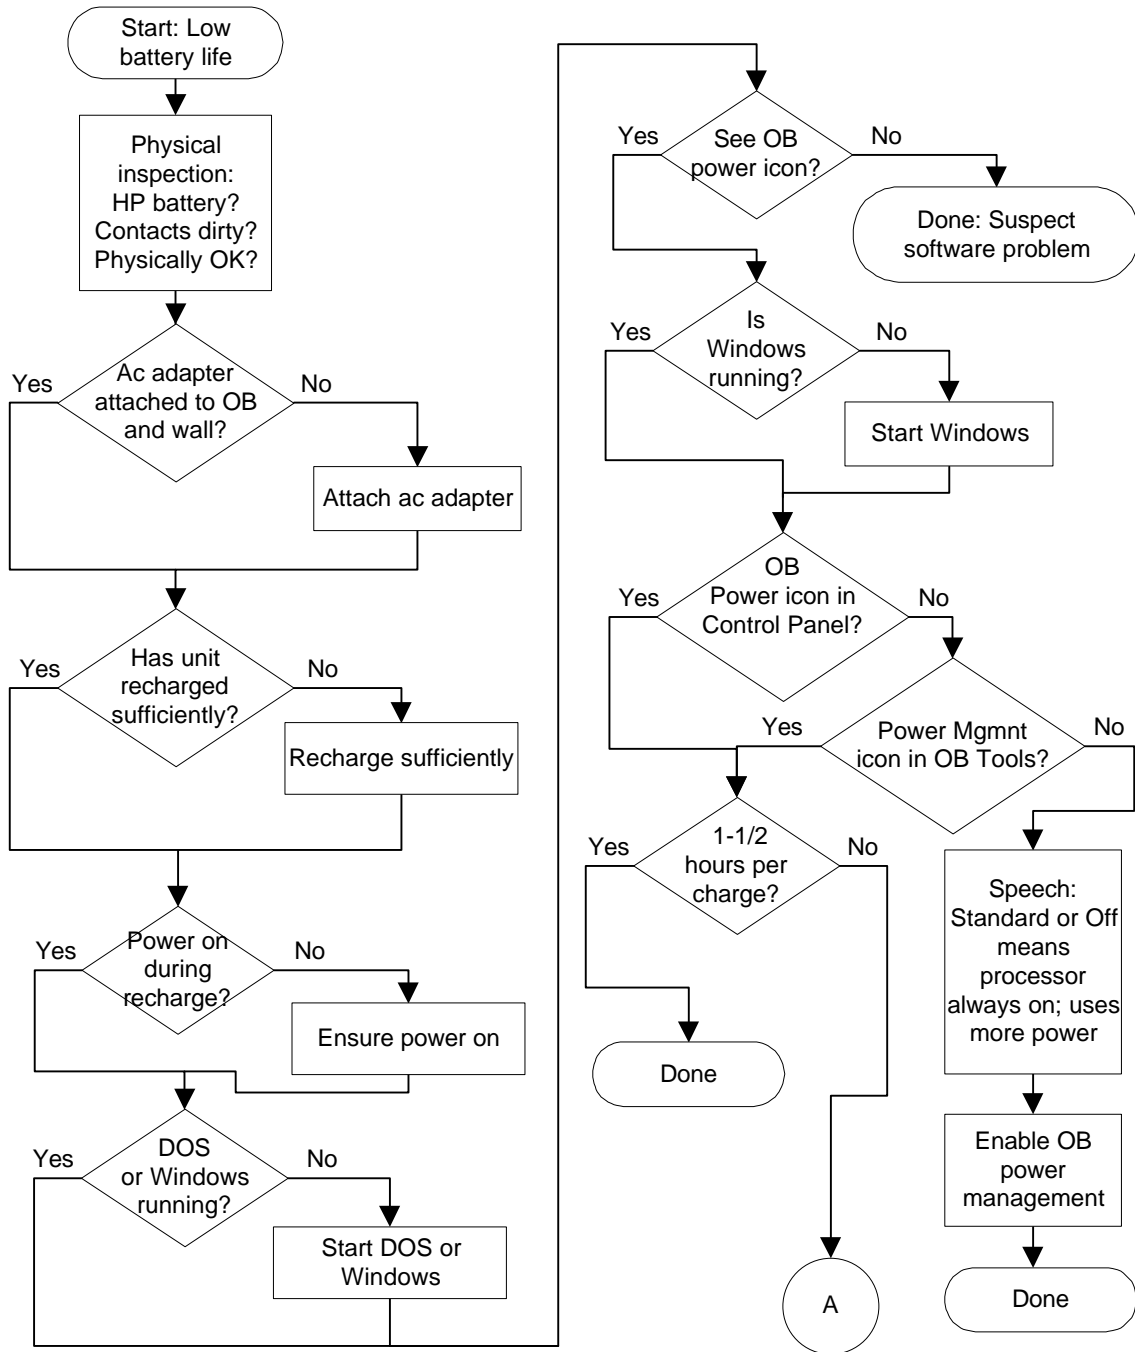 Start: Low
battery life
Physical
inspection:
HP battery?
Contacts dirty?
Physically OK?
Yes
Ac adapter
attached to OB
and wall?
No
Attach ac adapter
Yes
Has unit
recharged
sufficiently?
No
Recharge sufficiently
Yes
Power on
during
recharge?
No
Ensure power on
Yes
DOS
or Windows
running?
No
Start DOS or
Windows
Yes
See OB
power icon?
No
Done: Suspect
software problem
Yes
Is
Windows
running?
No
Start Windows
Yes
OB
Power icon in
Control Panel?
No
Yes
Power Mgmnt
icon in OB Tools?
No
Yes
1-1/2
hours per
charge?
No
Done
A
Speech:
Standard or Off
means
processor
always on; uses
more power
Enable OB
power
management
Done